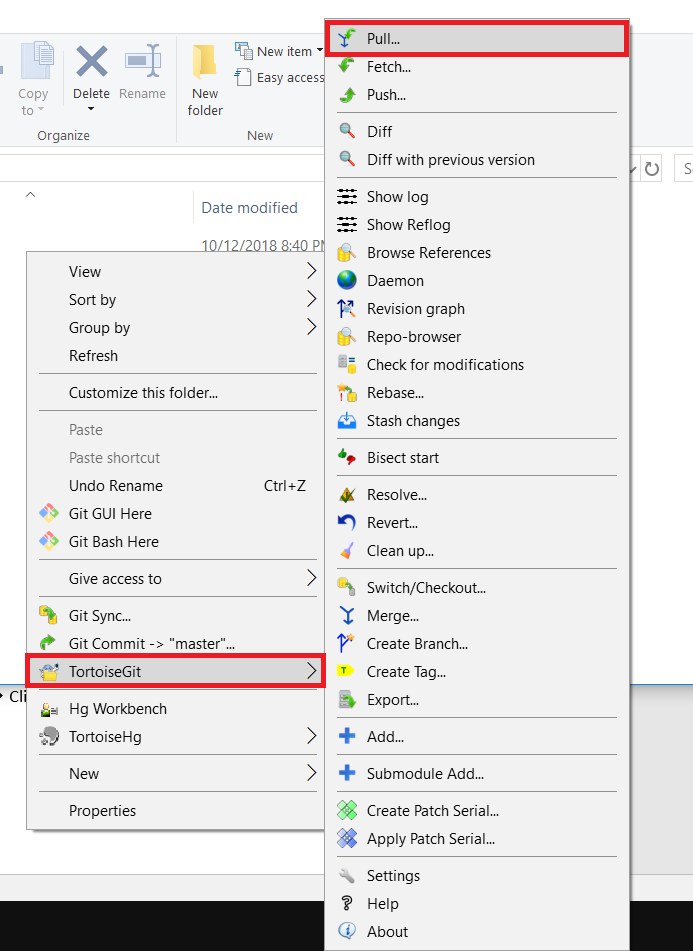 Copy
to
Delete
Rename
New
folder
New item
Easy access
Organize
New
Date modified
10/12/2018 8:40 PM
View
Sort by
Group by
Refresh
Customize this folder...
Paste
Paste shortcut
Undo Rename Ctrl+Z
Git GUI Here
Git Bash Here
Give access to
Git Sync...
Git Commit -> "master"...
TortoiseGit
Hg Workbench
TortoiseHg
New
Properties
Pull...
Fetch...
Push...
Diff
Diff with previous version
Show log
Show Reflog
Browse References
Daemon
Revision graph
Repo-browser
Check for modifications
Rebase...
Stash changes
Bisect start
Resolve...
Revert...
Clean up...
Switch/Checkout...
Merge...
Create Branch...
Create Tag...
Export...
Add...
Submodule Add...
Create Patch Serial...
Apply Patch Serial...
Settings
Help
About